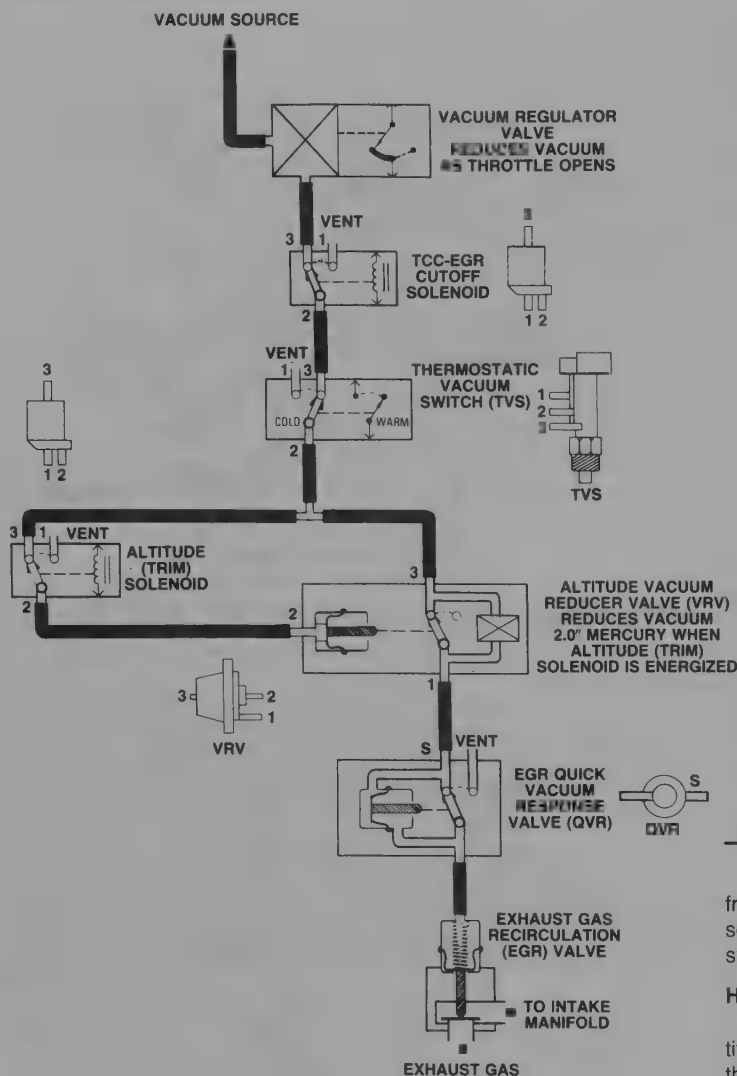 VACUUM SOURCE
VACUUM REGULATOR
VALVE
REDUCES VACUUM
AS THROTTLE OPENS
VENT
3 1
TCC-EGR
CUTOFF
SOLENOID
2
1 2
VENT
1 3
THERMOSTATIC
VACUUM
SWITCH (TVS)
COLD WARM
2
1
2
TVS
3
1 2
3 1 VENT
ALTITUDE
(TRIM)
SOLENOID
2
3
2
1
ALTITUDE VACUUM
REDUCER VALVE (VRV)
REDUCES VACUUM
2.0" MERCURY WHEN
ALTITUDE (TRIM)
SOLENOID IS ENERGIZED
3 2
1
VRV
S VENT
EGR QUICK
VACUUM
RESPONSE
VALVE (QVR)
S
QVR
EXHAUST GAS
RECIRCULATION
(EGR) VALVE
TO INTAKE
MANIFOLD
EXHAUST GAS